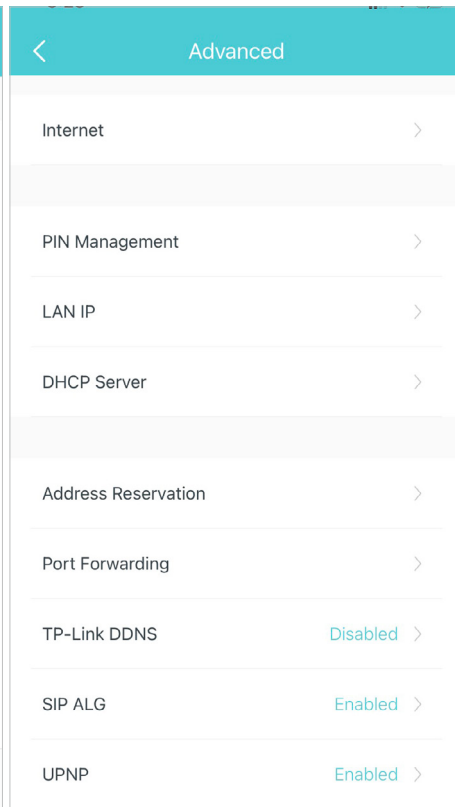 Advanced
Internet
PIN Management
LAN IP
DHCP Server
Address Reservation
Port Forwarding
TP-Link DDNS Disabled
SIP ALG Enabled
UPNP Enabled